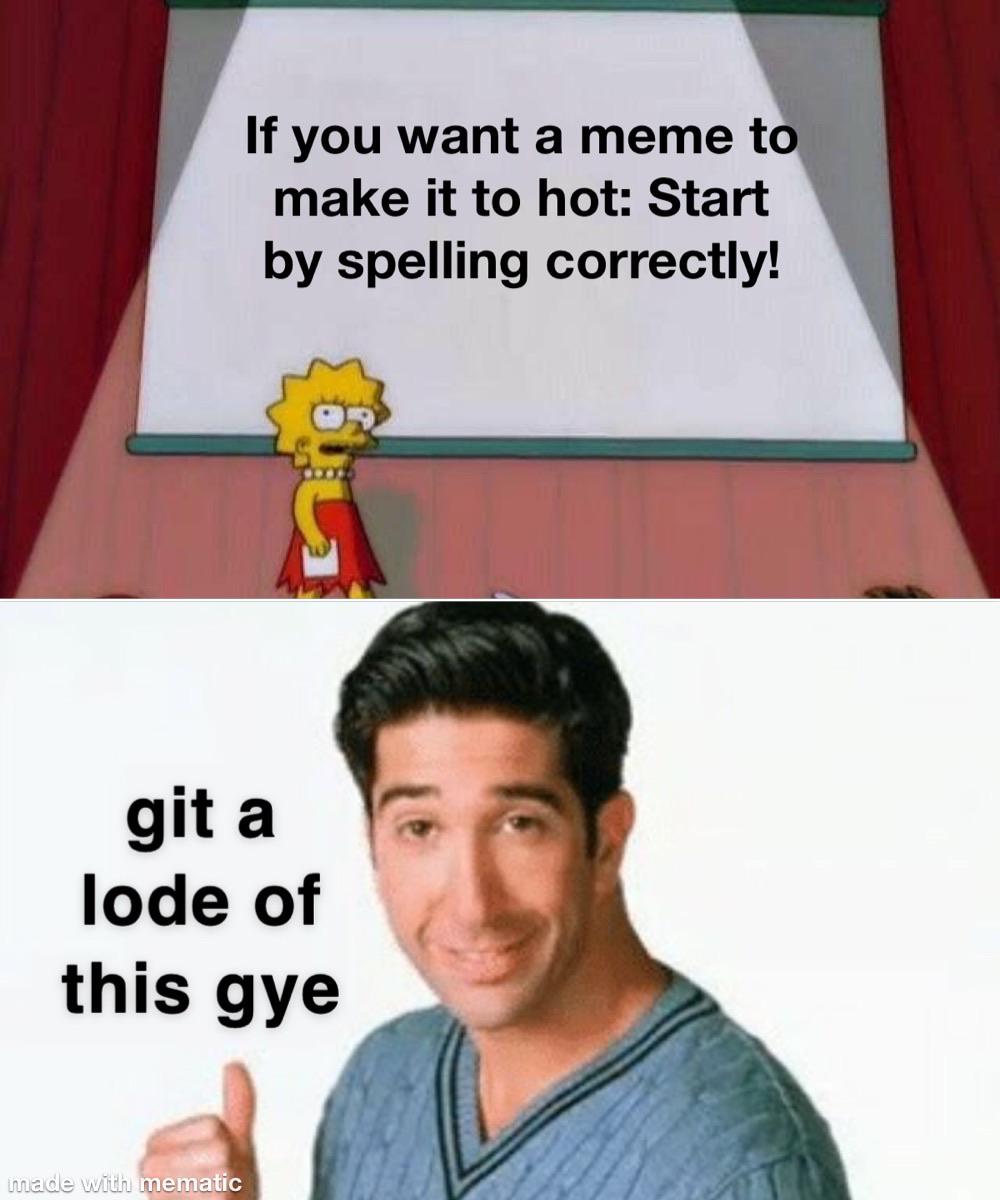 If you want a meme to
make it to hot: Start
by spelling correctly!
git a
lode of
this gye
made with mematic